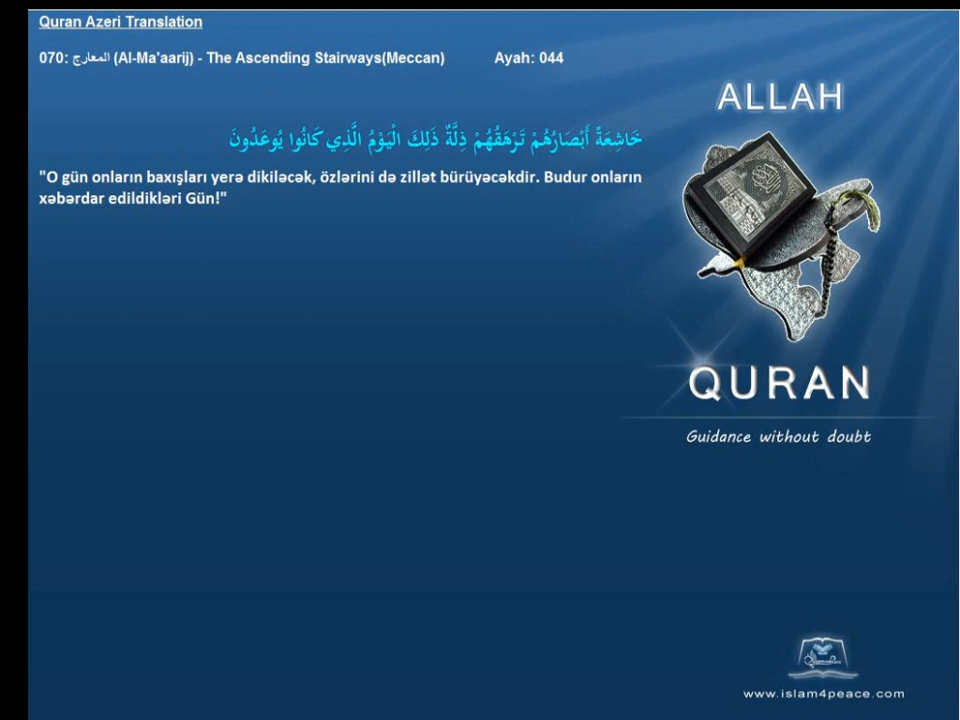 Quran Azeri Translation
070: المعارج (Al-Ma'aarij) - The Ascending Stairways(Meccan) Ayah: 044
خَاشِعَةً أَبْصَارُهُمْ تَرْهَقُهُمْ ذِلَّةٌ ذَلِكَ الْيَوْمُ الَّذِي كَانُوا يُوعَدُونَ
"O gün onların baxışları yerə dikiləcək, özlərini də zillət bürüyəcəkdir. Budur onların
xəbərdar edildikləri Gün!"
ALLAH
QURAN
Guidance without doubt
www.islam4peace.com